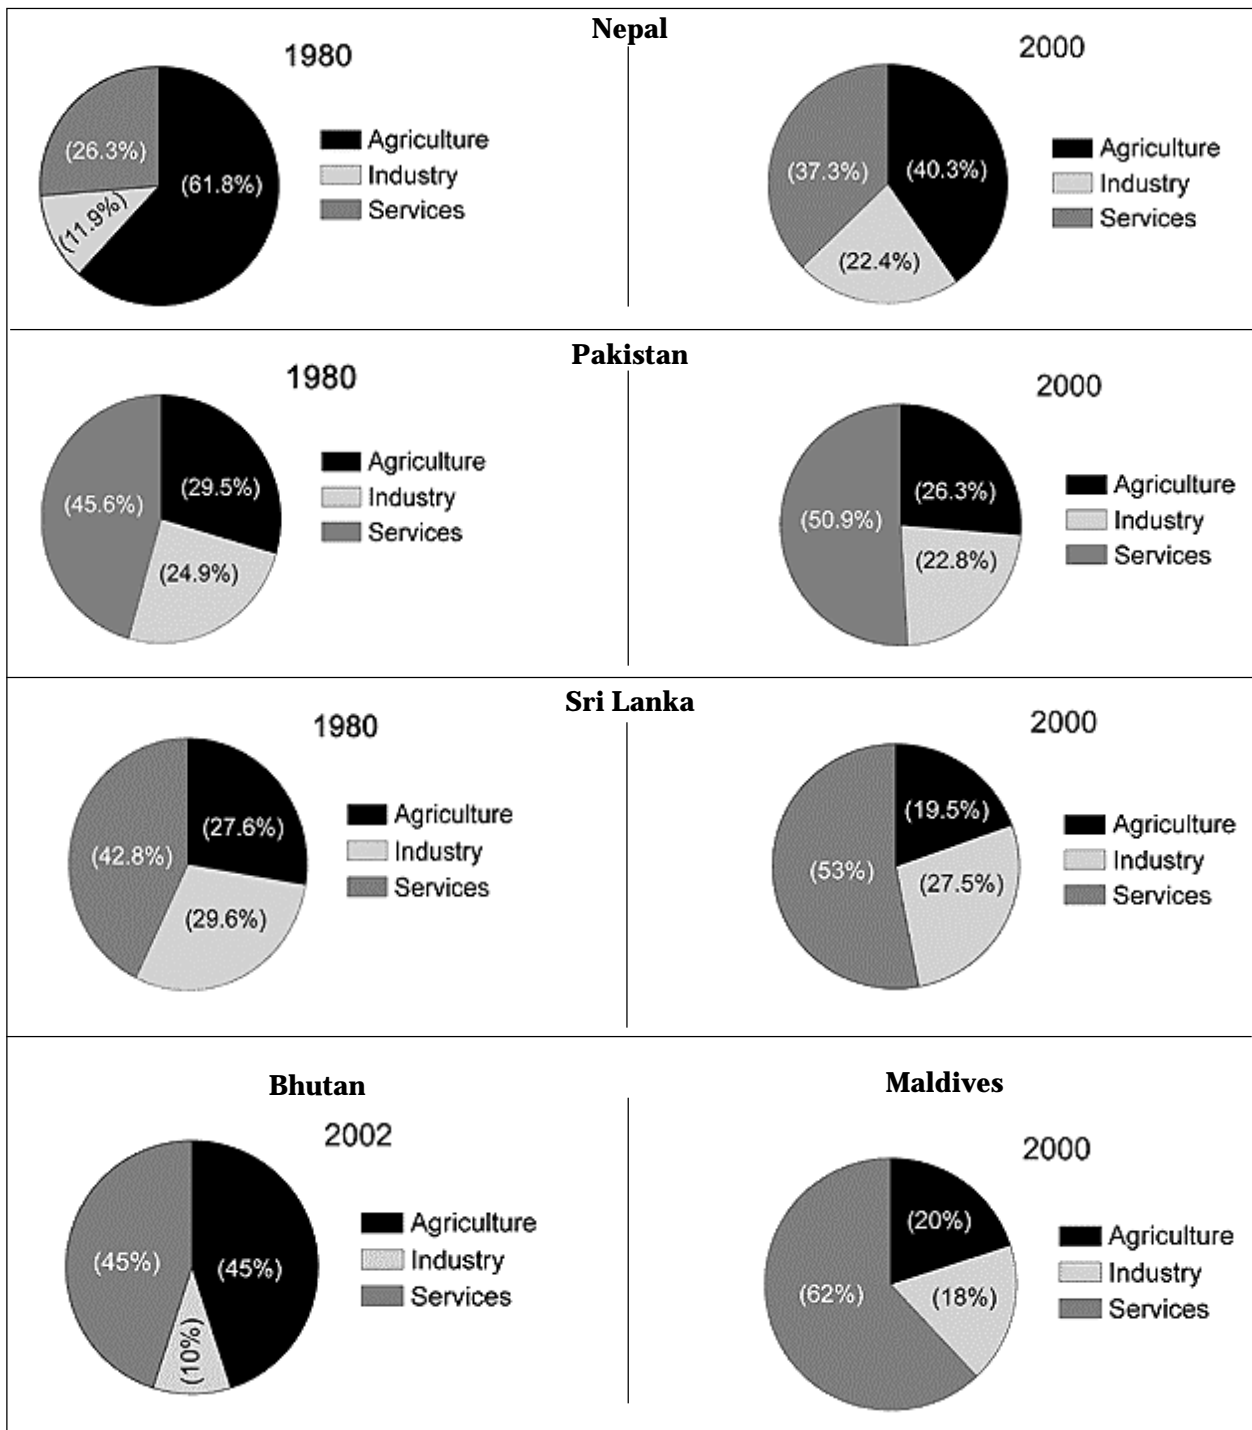 Nepal
1980
(26.3%)
(61.8%)
(11.9%)
Agriculture
Industry
Services
2000
(37.3%)
(40.3%)
(22.4%)
Agriculture
Industry
Services
Pakistan
1980
(45.6%)
(29.5%)
(24.9%)
Agriculture
Industry
Services
2000
(50.9%)
(26.3%)
(22.8%)
Agriculture
Industry
Services
Sri Lanka
1980
(42.8%)
(27.6%)
(29.6%)
Agriculture
Industry
Services
2000
(53%)
(19.5%)
(27.5%)
Agriculture
Industry
Services
Bhutan
2002
(45%)
(45%)
(10%)
Agriculture
Industry
Services
Maldives
2000
(62%)
(20%)
(18%)
Agriculture
Industry
Services